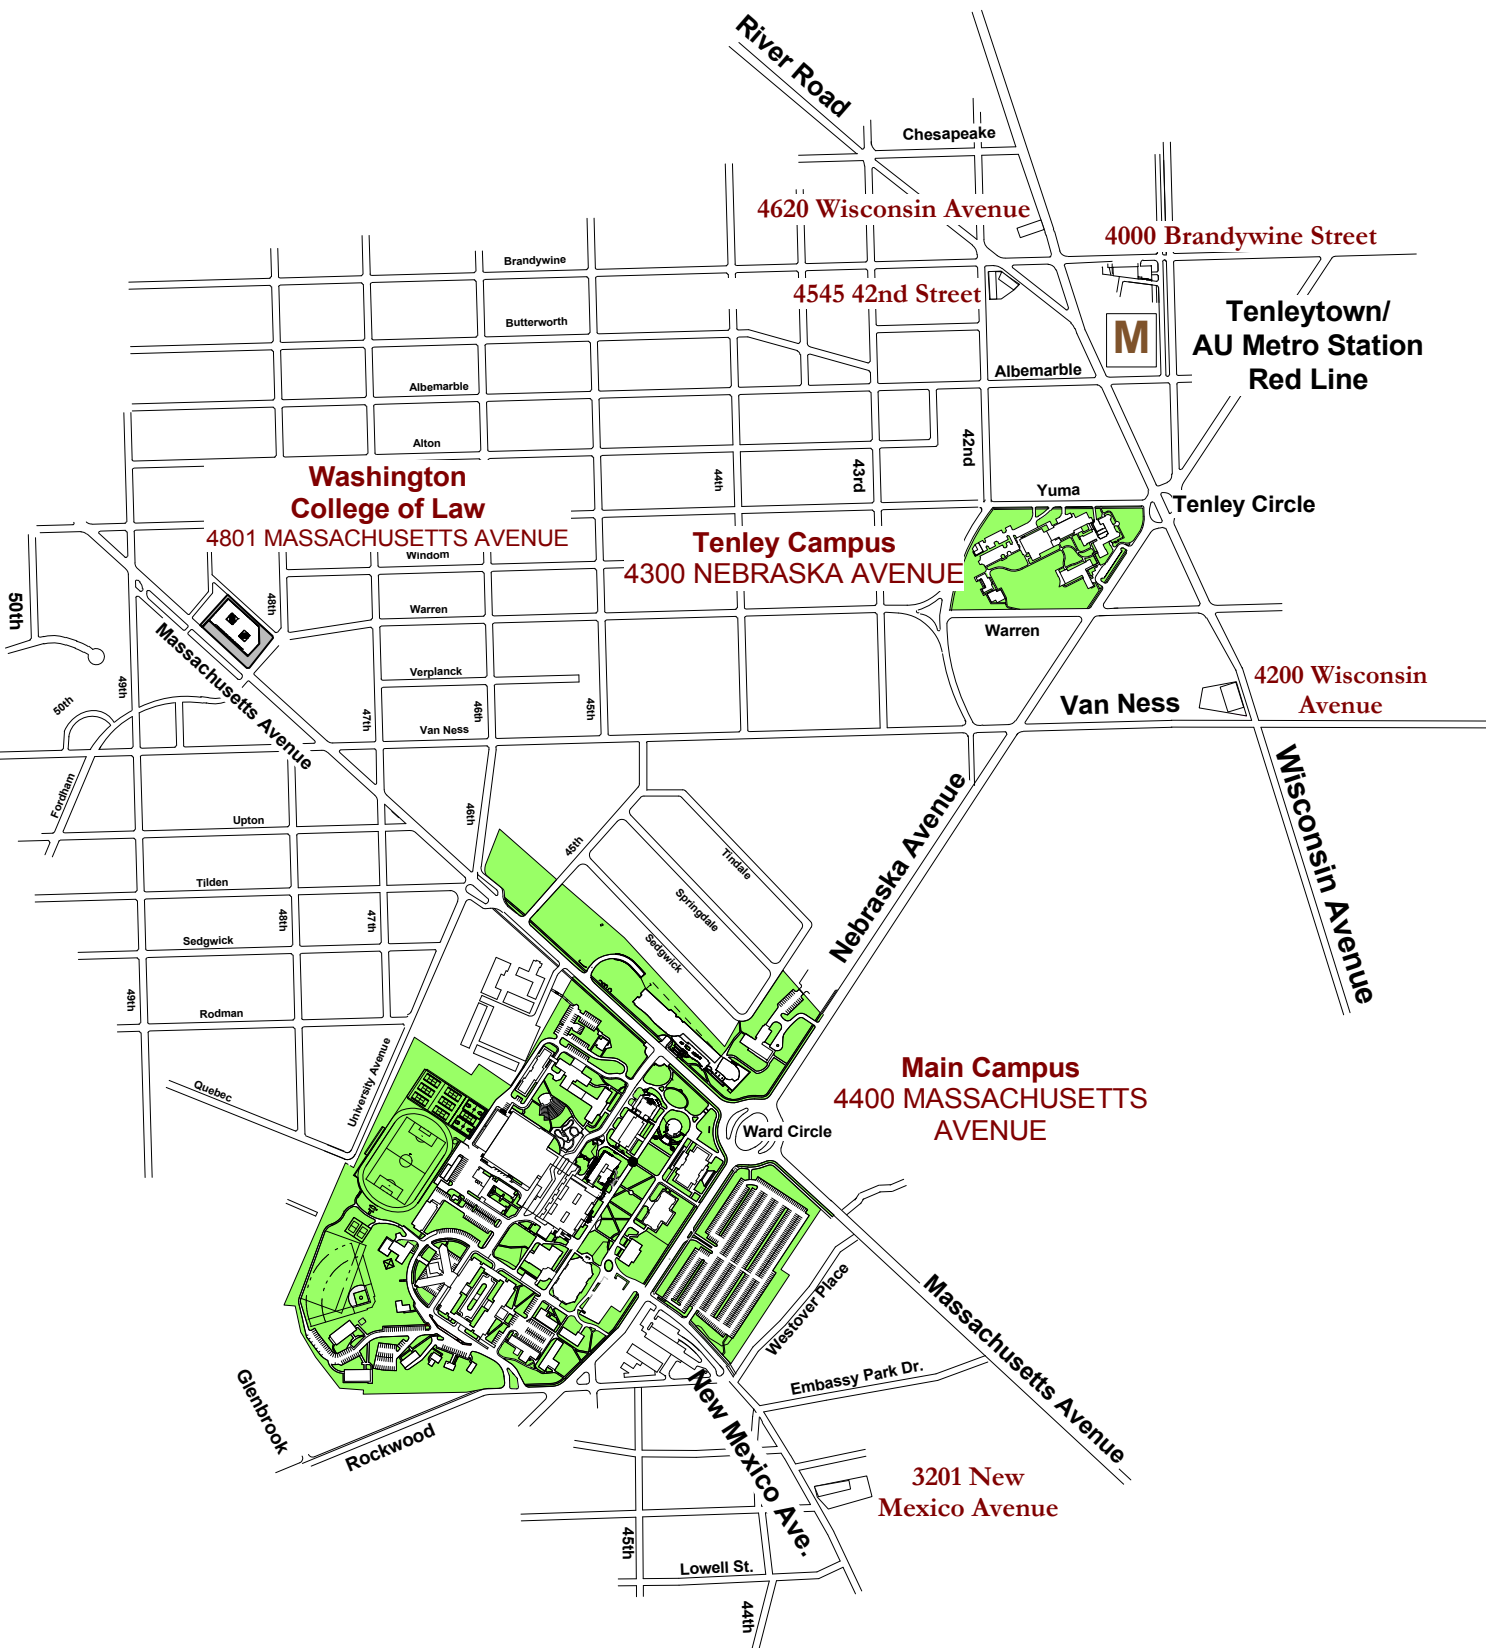 River Road
Chesapeake
4620 Wisconsin Avenue
4000 Brandywine Street
Brandywine
4545 42nd Street
Butterworth
M
Tenleytown/
AU Metro Station
Red Line
Albemarble
Albemarble
Alton
42nd
43rd
44th
Washington
College of Law
4801 MASSACHUSETTS AVENUE
Yuma
Tenley Circle
Tenley Campus
4300 NEBRASKA AVENUE
Windom
50th
48th
Warren
Warren
Massachusetts Avenue
Verplanck
49th
50th
47th
46th
45th
Van Ness
Van Ness
4200 Wisconsin
Avenue
Fordham
Upton
46th
45th
Tindale
Springdale
Sedgwick
Nebraska Avenue
Wisconsin Avenue
Tilden
48th
47th
Sedgwick
49th
Rodman
University Avenue
Quebec
Main Campus
4400 MASSACHUSETTS
AVENUE
Ward Circle
Westover Place
Massachusetts Avenue
Embassy Park Dr.
Glenbrook
Rockwood
New Mexico Ave.
3201 New
Mexico Avenue
45th
Lowell St.
44th